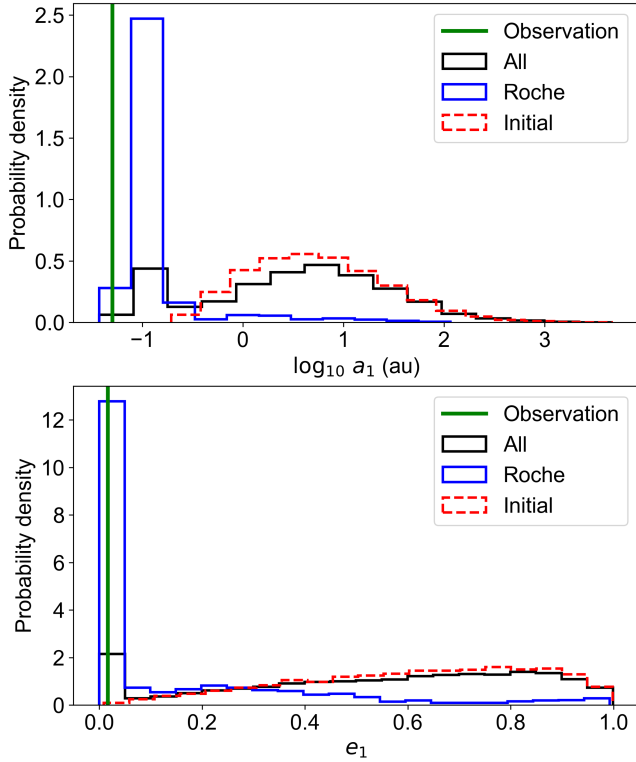 Probability density
2.5
2.0
1.5
1.0
0.5
0.0
Observation
All
Roche
Initial
−1 0 1 2 3
log₁₀ a₁ (au)
Probability density
12
10
8
6
4
2
0
Observation
All
Roche
Initial
0.0 0.2 0.4 0.6 0.8 1.0
e₁